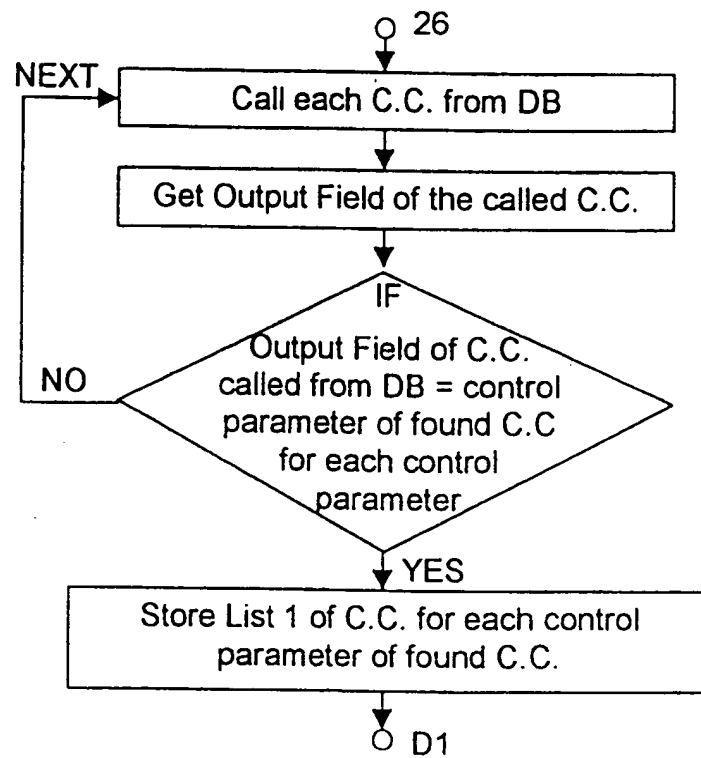 26
NEXT
Call each C.C. from DB
Get Output Field of the called C.C.
IF
Output Field of C.C.
called from DB = control
parameter of found C.C
for each control
parameter
NO
YES
Store List 1 of C.C. for each control
parameter of found C.C.
D1